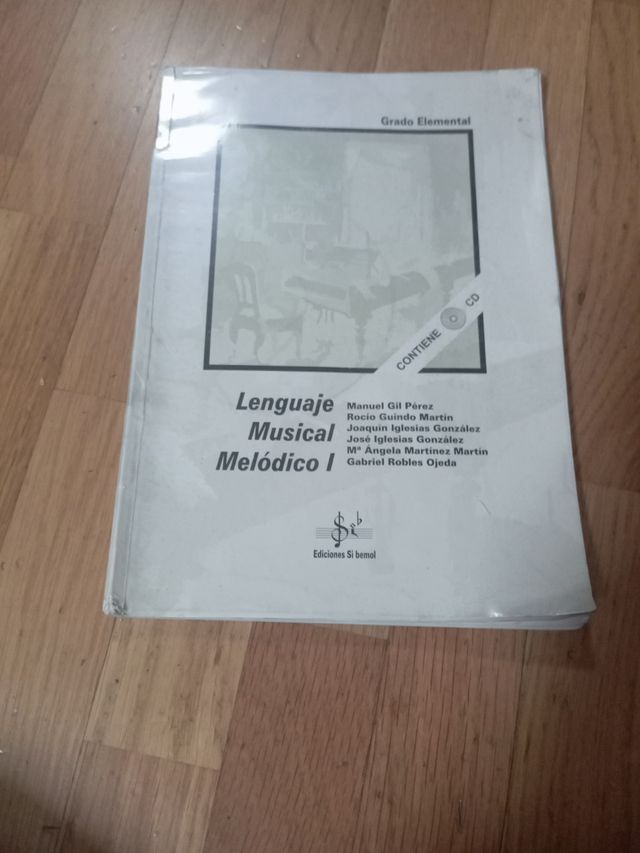 Grado Elemental
CONTIENE CD
Lenguaje
Musical
Melódico I
Manuel Gil Pérez
Rocío Guindo Martín
Joaquín Iglesias González
José Iglesias González
Mª Ángela Martínez Martín
Gabriel Robles Ojeda
Si b
Ediciones Si bemol